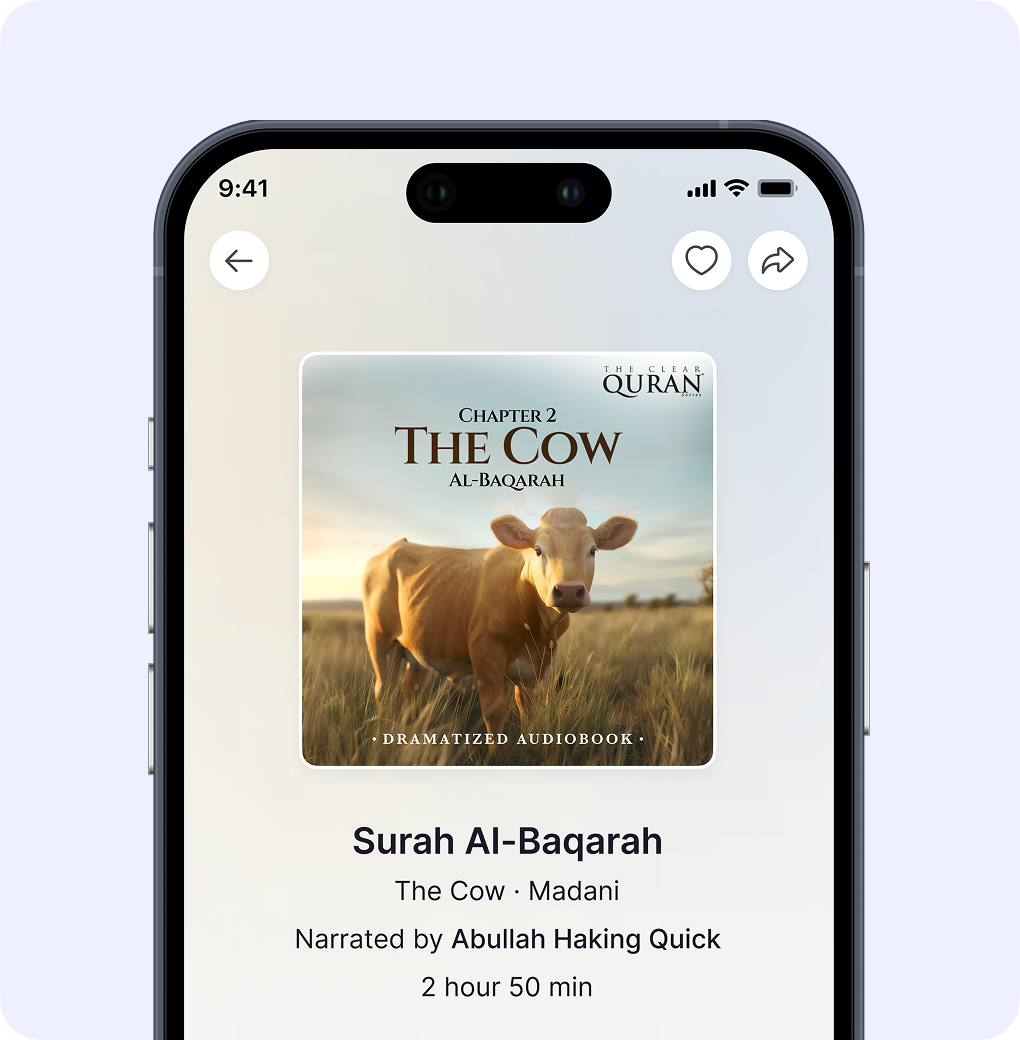 9:41
THE CLEAR
QURAN
Series
CHAPTER 2
THE COW
AL-BAQARAH
• DRAMATIZED AUDIOBOOK •
Surah Al-Baqarah
The Cow · Madani
Narrated by Abullah Haking Quick
2 hour 50 min